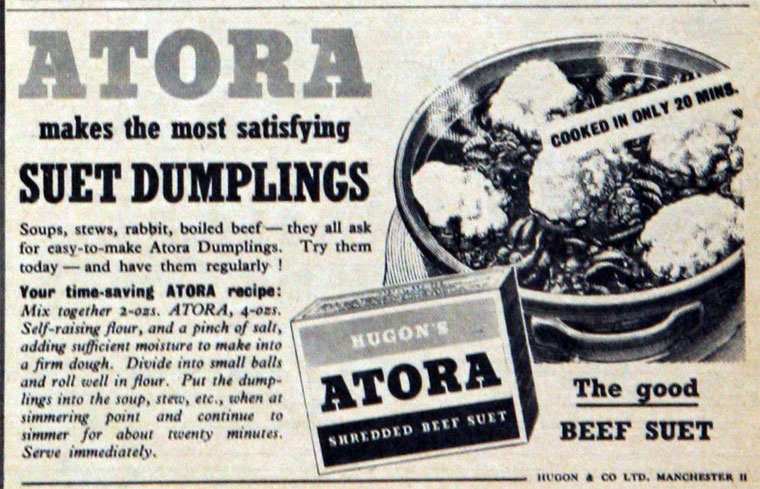 ATORA
makes the most satisfying
SUET DUMPLINGS
Soups, stews, rabbit, boiled beef — they all ask
for easy-to-make Atora Dumplings. Try them
today — and have them regularly !
Your time-saving ATORA recipe:
Mix together 2-ozs. ATORA, 4-ozs.
Self-raising flour, and a pinch of salt,
adding sufficient moisture to make into
a firm dough. Divide into small balls
and roll well in flour. Put the dump-
lings into the soup, stew, etc., when at
simmering point and continue to
simmer for about twenty minutes.
Serve immediately.
COOKED IN ONLY 20 MINS.
HUGON'S
ATORA
SHREDDED BEEF SUET
The good
BEEF SUET
HUGON & CO LTD. MANCHESTER 11